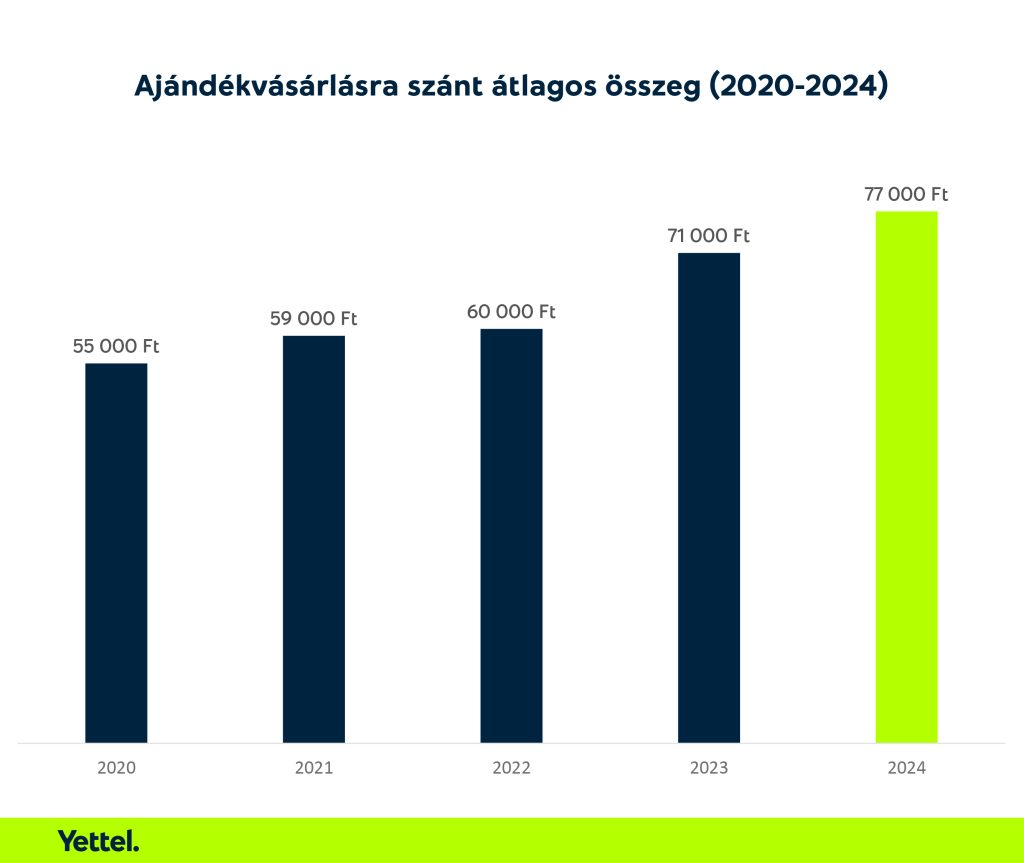 Ajándékvásárlásra szánt átlagos összeg (2020-2024)
77 000 Ft
71 000 Ft
60 000 Ft
59 000 Ft
55 000 Ft
2020 2021 2022 2023 2024
Yettel.